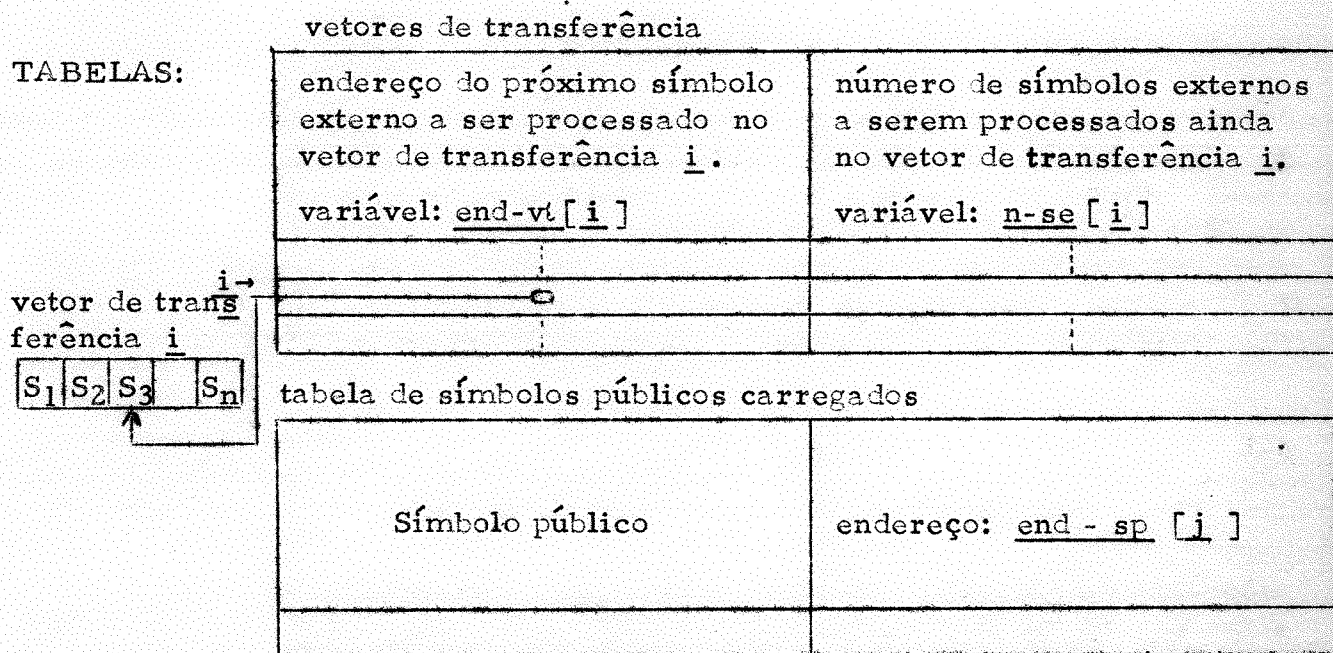 vetores de transferência
TABELAS:
endereço do próximo símbolo
externo a ser processado no
vetor de transferência i.
variável: end-vt[i]
número de símbolos externos
a serem processados ainda
no vetor de transferência i.
variável: n-se [i]
i→
vetor de trans
ferência i
S1 S2 S3 Sn
tabela de símbolos públicos carregados
Símbolo público
endereço: end - sp [j]